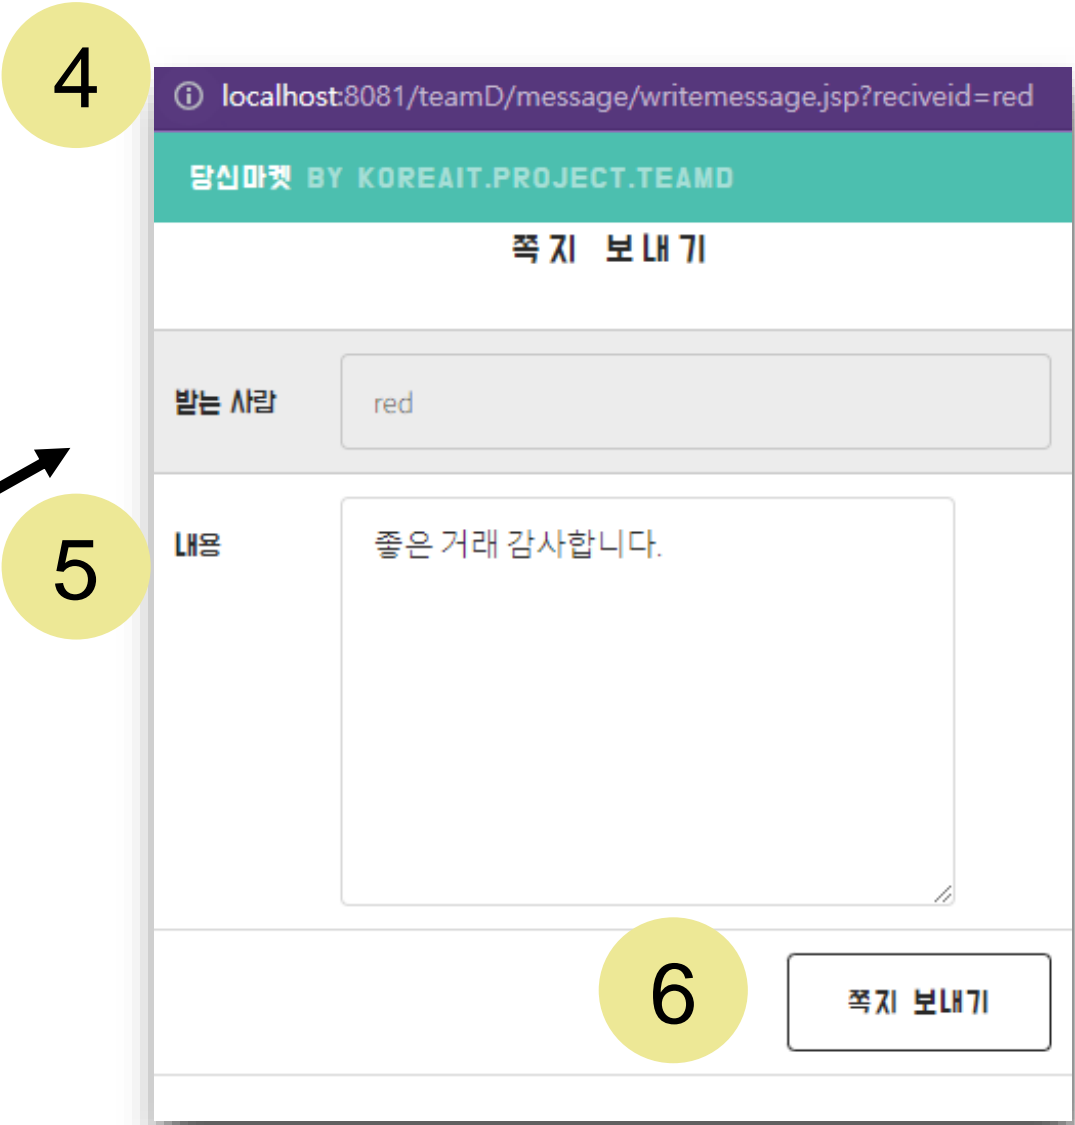 4
localhost:8081/teamD/message/writemessage.jsp?reciveid=red
당신마켓 BY KOREAIT.PROJECT.TEAMD
쪽지 보내기
받는 사람 red
5
내용 좋은 거래 감사합니다.
6
쪽지 보내기